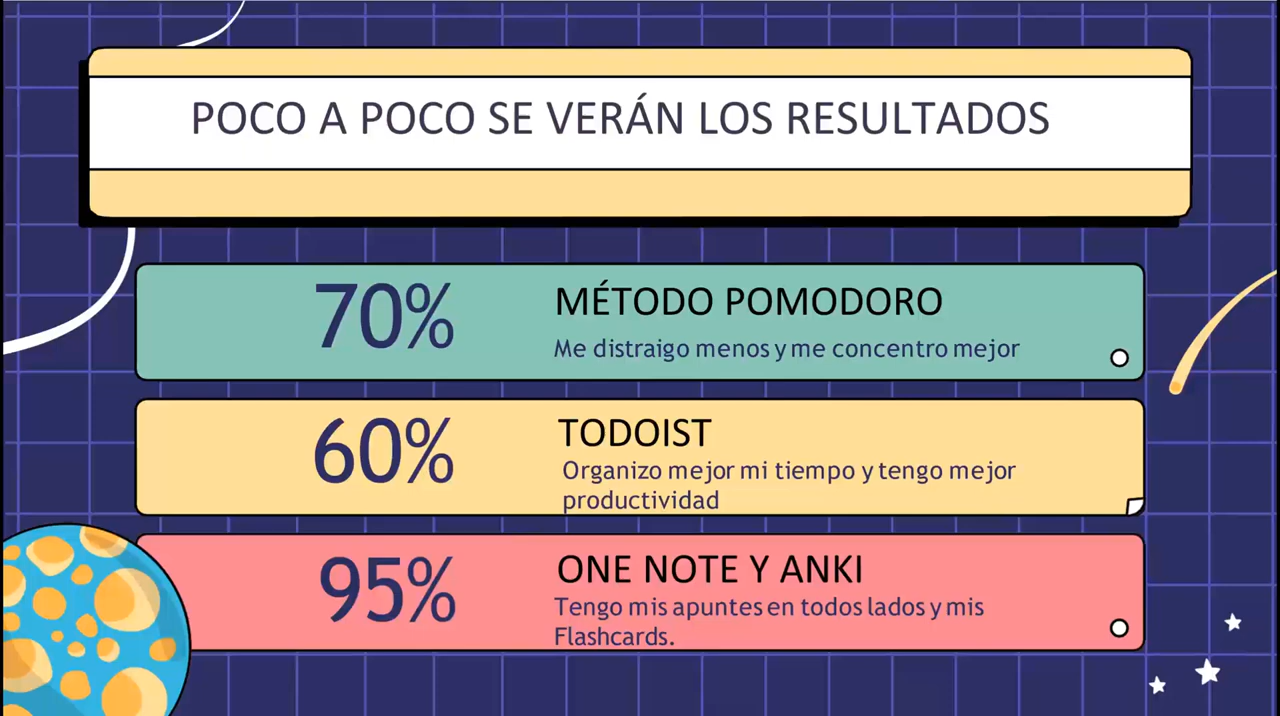 POCO A POCO SE VERÁN LOS RESULTADOS
70%
MÉTODO POMODORO
Me distraigo menos y me concentro mejor
60%
TODOIST
Organizo mejor mi tiempo y tengo mejor
productividad
95%
ONE NOTE Y ANKI
Tengo mis apuntes en todos lados y mis
Flashcards.